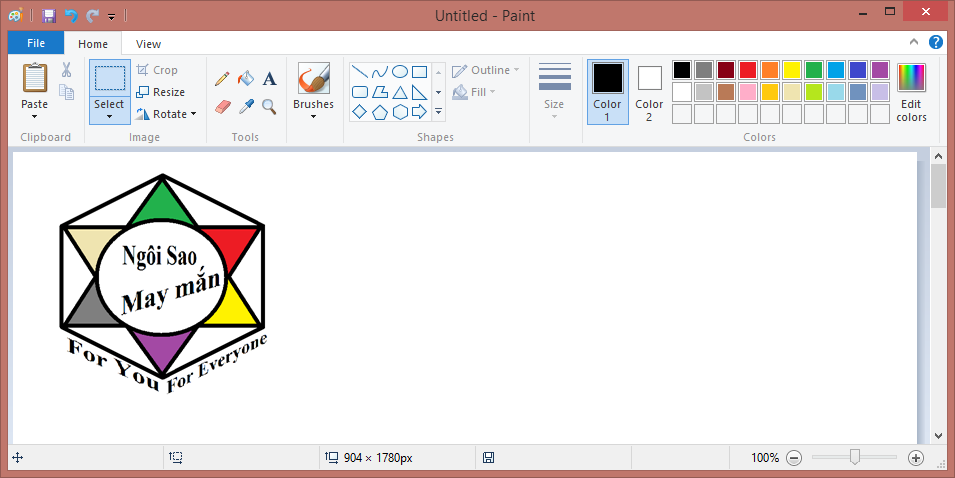 Untitled - Paint
File Home View
Paste
Select
Crop
Resize
Rotate
Brushes
Outline
Fill
Size
Color 1
Color 2
Edit colors
Clipboard
Image
Tools
Shapes
Colors
Ngôi Sao
May mắn
For You For Everyone
904 × 1780px
100%